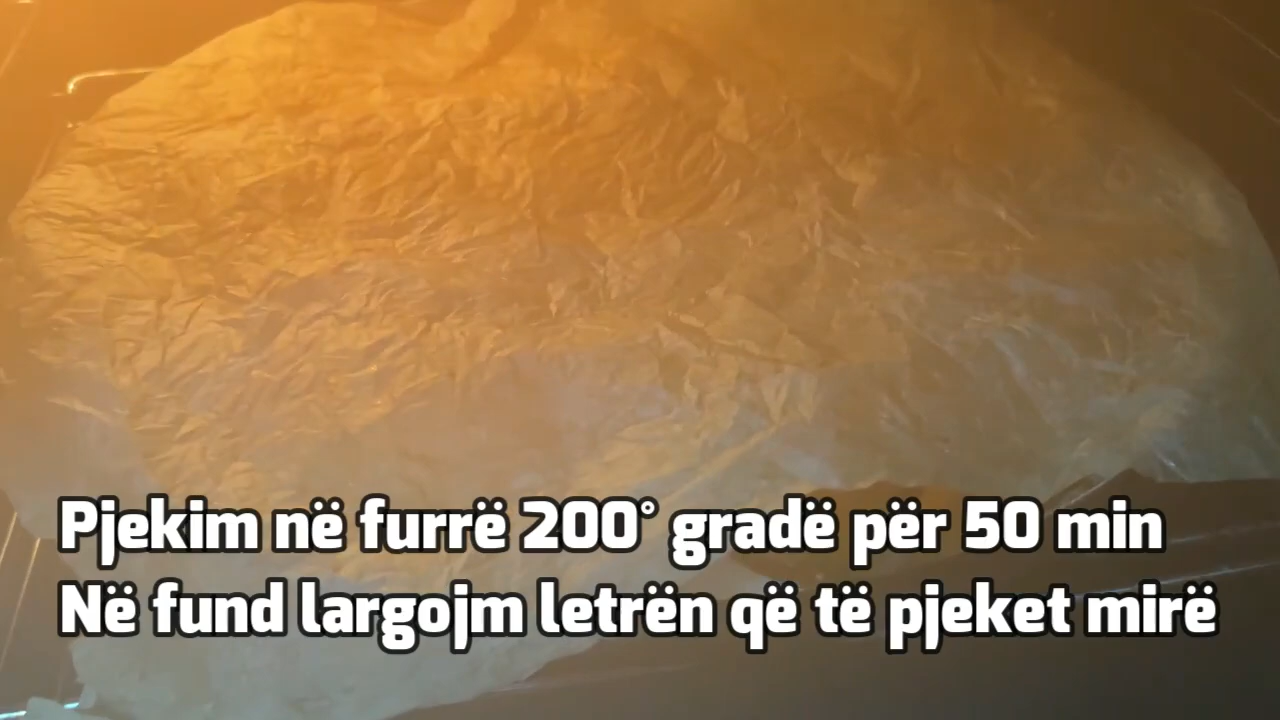 Pjekim në furrë 200° gradë për 50 min
Në fund largojm letrën që të pjeket mirë